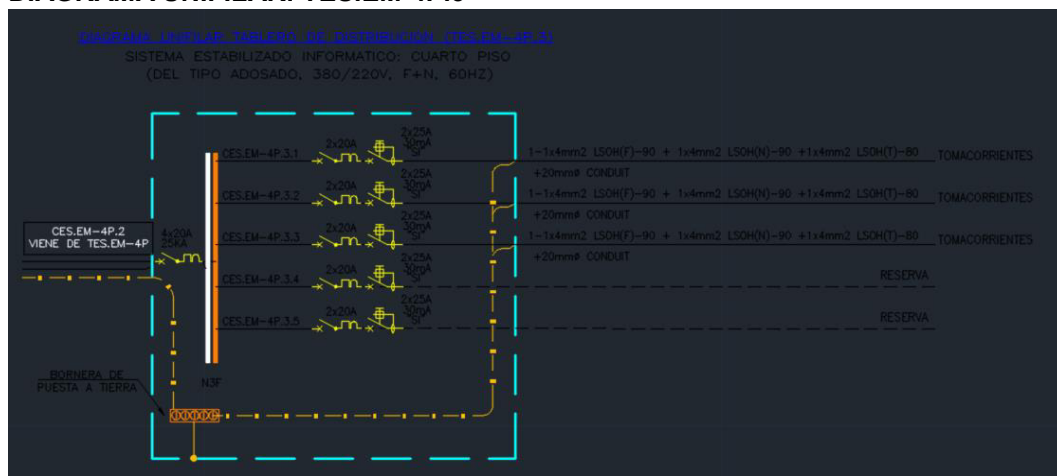 DIAGRAMA UNIFILAR TABLERO DE DISTRIBUCION (TES.EM-4P.3)
SISTEMA ESTABILIZADO INFORMATICO: CUARTO PISO
(DEL TIPO ADOSADO, 380/220V, F+N, 60HZ)
CES.EM-4P.3.1
2x20A
2x25A
30mA
SI
1-1x4mm2 LSOH(F)-90 + 1x4mm2 LSOH(N)-90 +1x4mm2 LSOH(T)-80
+20mmø CONDUIT
TOMACORRIENTES
CES.EM-4P.3.2
2x20A
2x25A
30mA
SI
1-1x4mm2 LSOH(F)-90 + 1x4mm2 LSOH(N)-90 +1x4mm2 LSOH(T)-80
+20mmø CONDUIT
TOMACORRIENTES
CES.EM-4P.2
VIENE DE TES.EM-4P
4x20A
25KA
CES.EM-4P.3.3
2x20A
2x25A
30mA
SI
1-1x4mm2 LSOH(F)-90 + 1x4mm2 LSOH(N)-90 +1x4mm2 LSOH(T)-80
+20mmø CONDUIT
TOMACORRIENTES
CES.EM-4P.3.4
2x20A
2x25A
30mA
SI
RESERVA
CES.EM-4P.3.5
2x20A
2x25A
30mA
SI
RESERVA
BORNERA DE
PUESTA A TIERRA
N3F